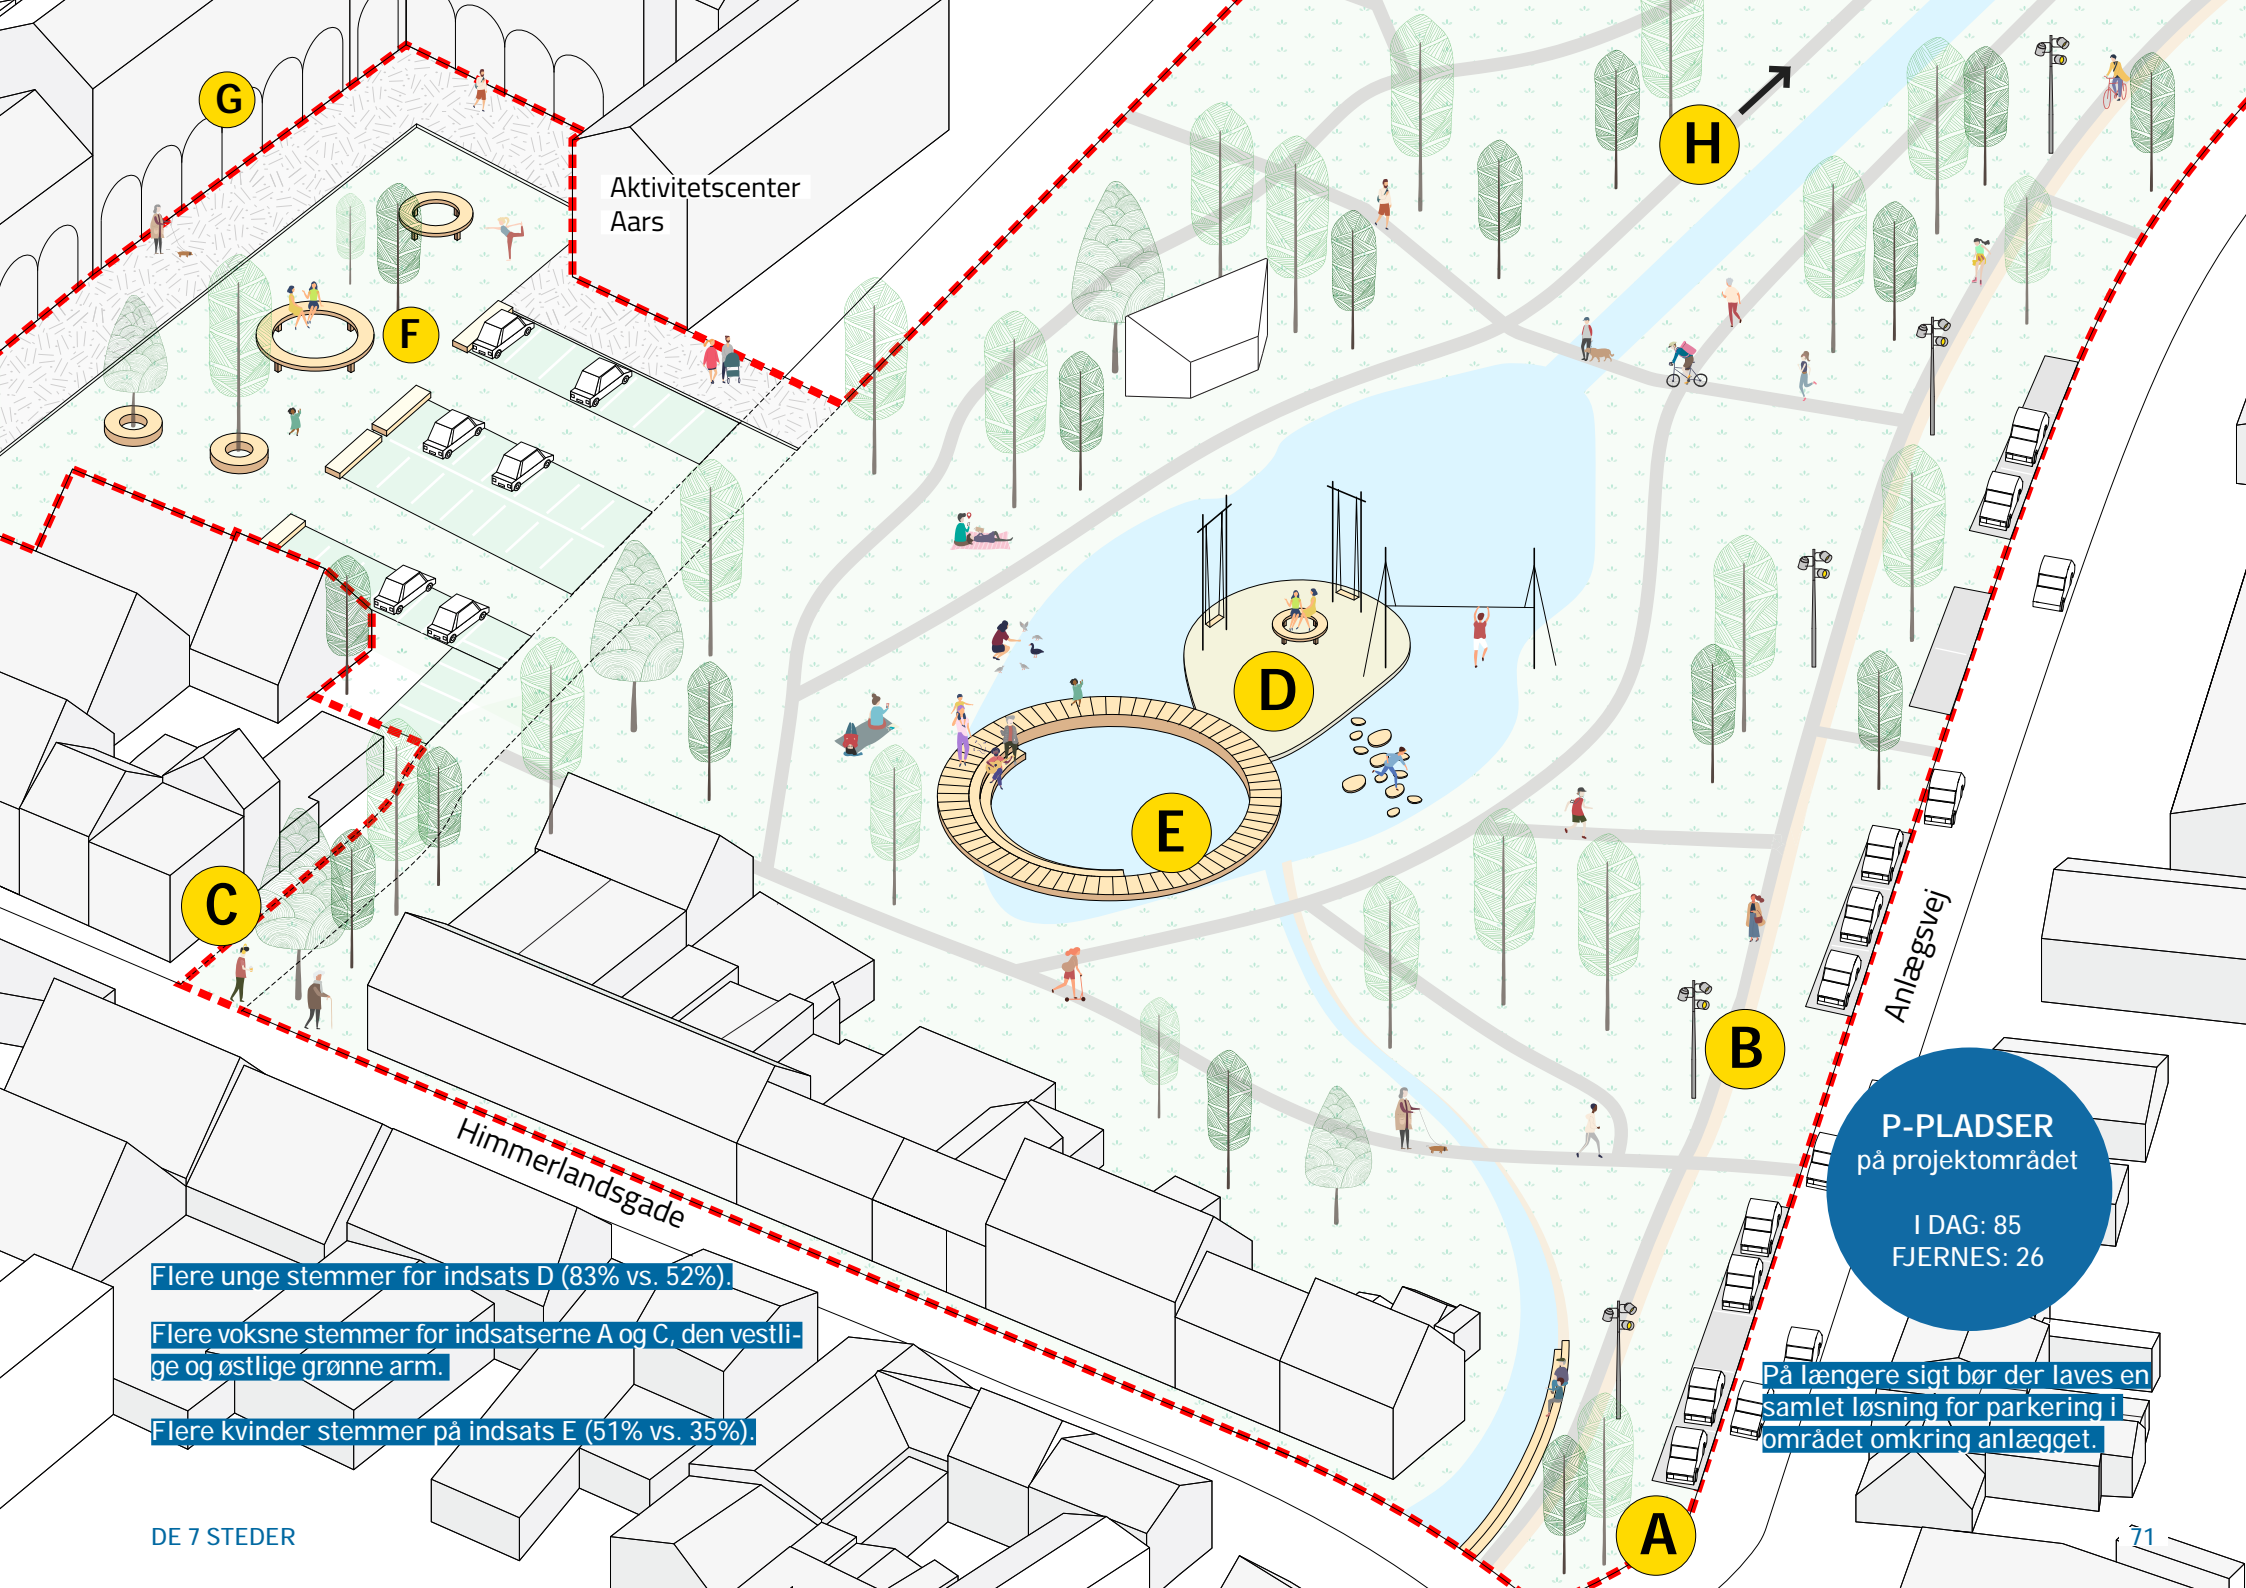 G
H
Aktivitetscenter
Aars
F
D
E
C
Anlægsvej
B
P-PLADSER
på projektområdet
I DAG: 85
FJERNES: 26
Himmerlandsgade
Flere unge stemmer for indsats D (83% vs. 52%).
Flere voksne stemmer for indsatserne A og C, den vestli-
ge og østlige grønne arm.
Flere kvinder stemmer på indsats E (51% vs. 35%).
På længere sigt bør der laves en
samlet løsning for parkering i
området omkring anlægget.
A
DE 7 STEDER
71